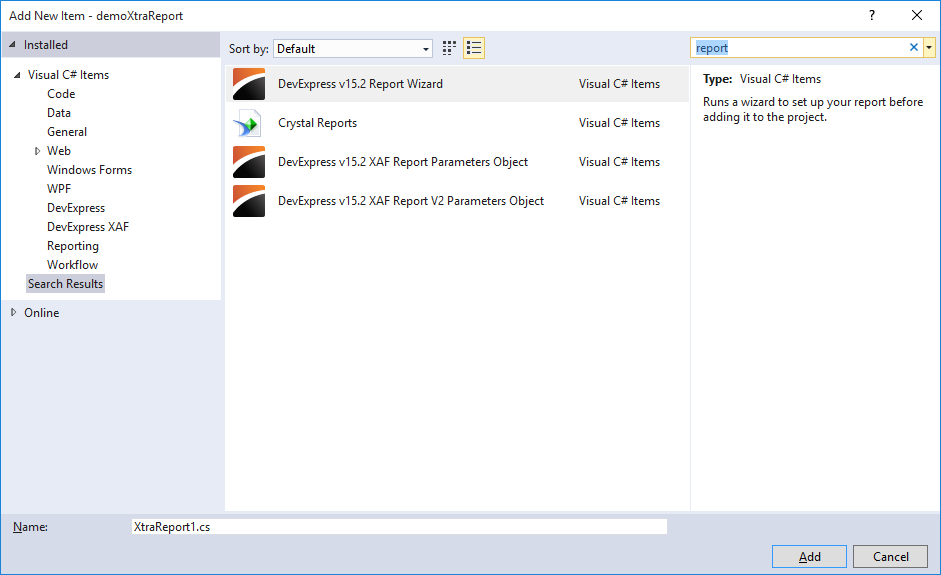 Add New Item - demoXtraReport
?
Installed
Sort by: Default
report
Visual C# Items
Code
Data
General
Web
Windows Forms
WPF
DevExpress
DevExpress XAF
Reporting
Workflow
Search Results
Online
DevExpress v15.2 Report Wizard Visual C# Items
Crystal Reports Visual C# Items
DevExpress v15.2 XAF Report Parameters Object Visual C# Items
DevExpress v15.2 XAF Report V2 Parameters Object Visual C# Items
Type: Visual C# Items
Runs a wizard to set up your report before
adding it to the project.
Name: XtraReport1.cs
Add Cancel